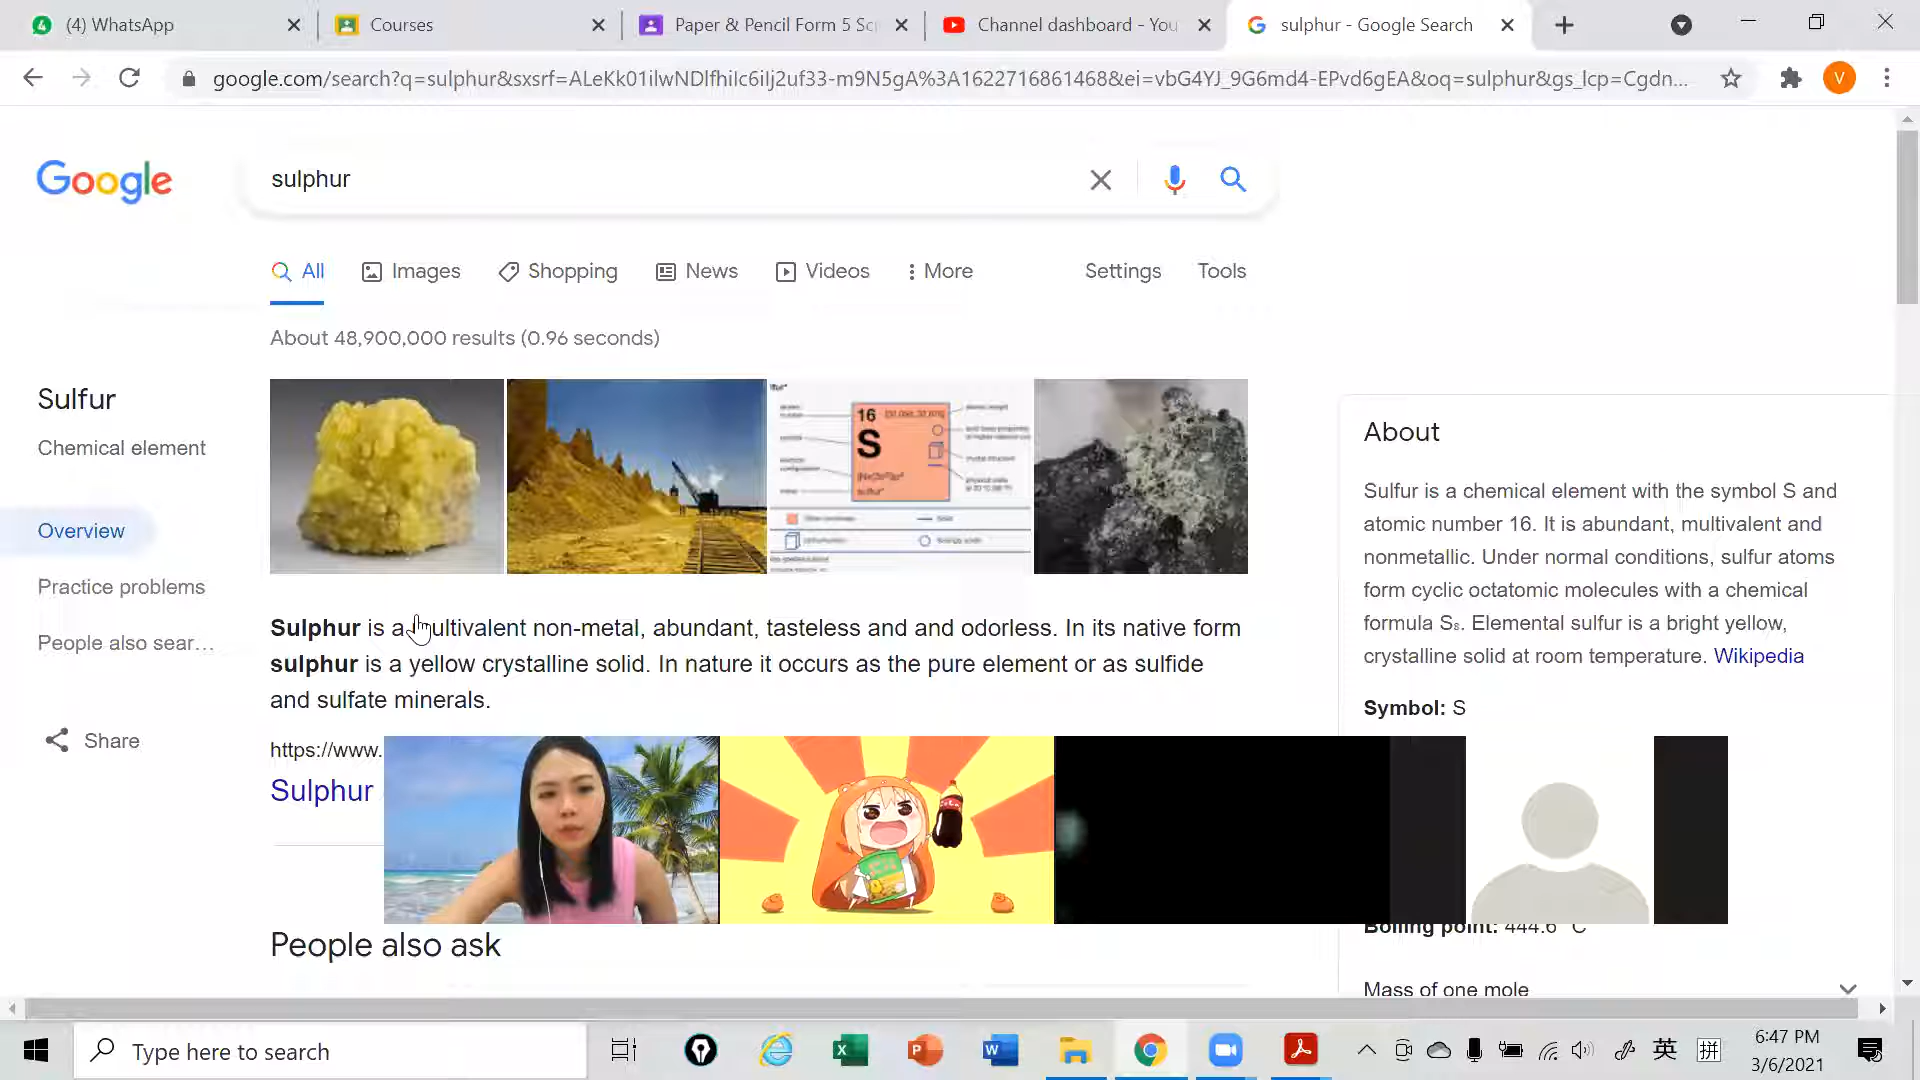 (4) WhatsApp
Courses
Paper & Pencil Form 5 Sc
Channel dashboard - You
sulphur - Google Search
google.com/search?q=sulphur&sxsrf=ALeKk01ilwNDIfhiIc6iIj2uf33-m9N5gA%3A1622716861468&ei=vbG4YJ_9G6md4-EPvd6gEA&oq=sulphur&gs_lcp=Cgdn...
V
Google
sulphur
All
Images
Shopping
News
Videos
More
Settings
Tools
About 48,900,000 results (0.96 seconds)
Sulfur
Chemical element
Overview
Practice problems
People also sear...
Share
16
S
sulfur
Sulphur is a multivalent non-metal, abundant, tasteless and and odorless. In its native form
sulphur is a yellow crystalline solid. In nature it occurs as the pure element or as sulfide
and sulfate minerals.
https://www.
Sulphur
People also ask
About
Sulfur is a chemical element with the symbol S and
atomic number 16. It is abundant, multivalent and
nonmetallic. Under normal conditions, sulfur atoms
form cyclic octatomic molecules with a chemical
formula S₈. Elemental sulfur is a bright yellow,
crystalline solid at room temperature. Wikipedia
Symbol: S
Boiling point: 444.6 °C
Mass of one mole
Type here to search
英
拼
6:47 PM
3/6/2021